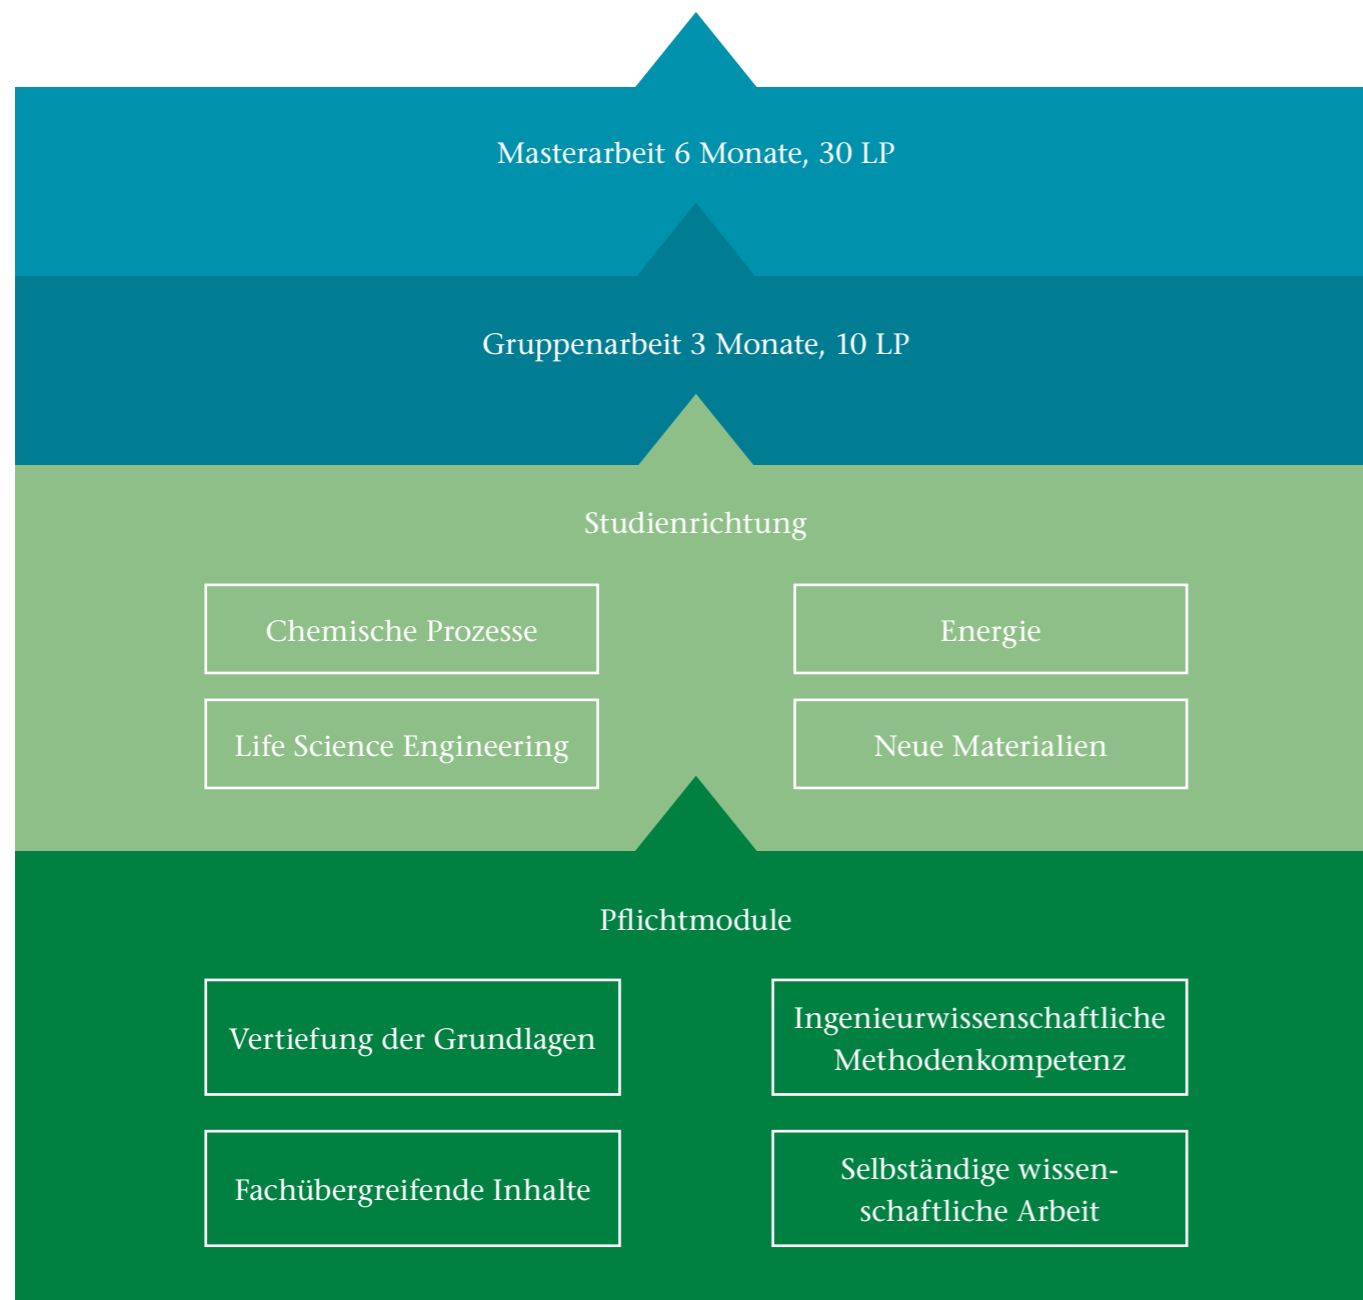 Masterarbeit 6 Monate, 30 LP
Gruppenarbeit 3 Monate, 10 LP
Studienrichtung
Chemische Prozesse
Energie
Life Science Engineering
Neue Materialien
Pflichtmodule
Vertiefung der Grundlagen
Ingenieurwissenschaftliche
Methodenkompetenz
Fachübergreifende Inhalte
Selbständige wissen-
schaftliche Arbeit